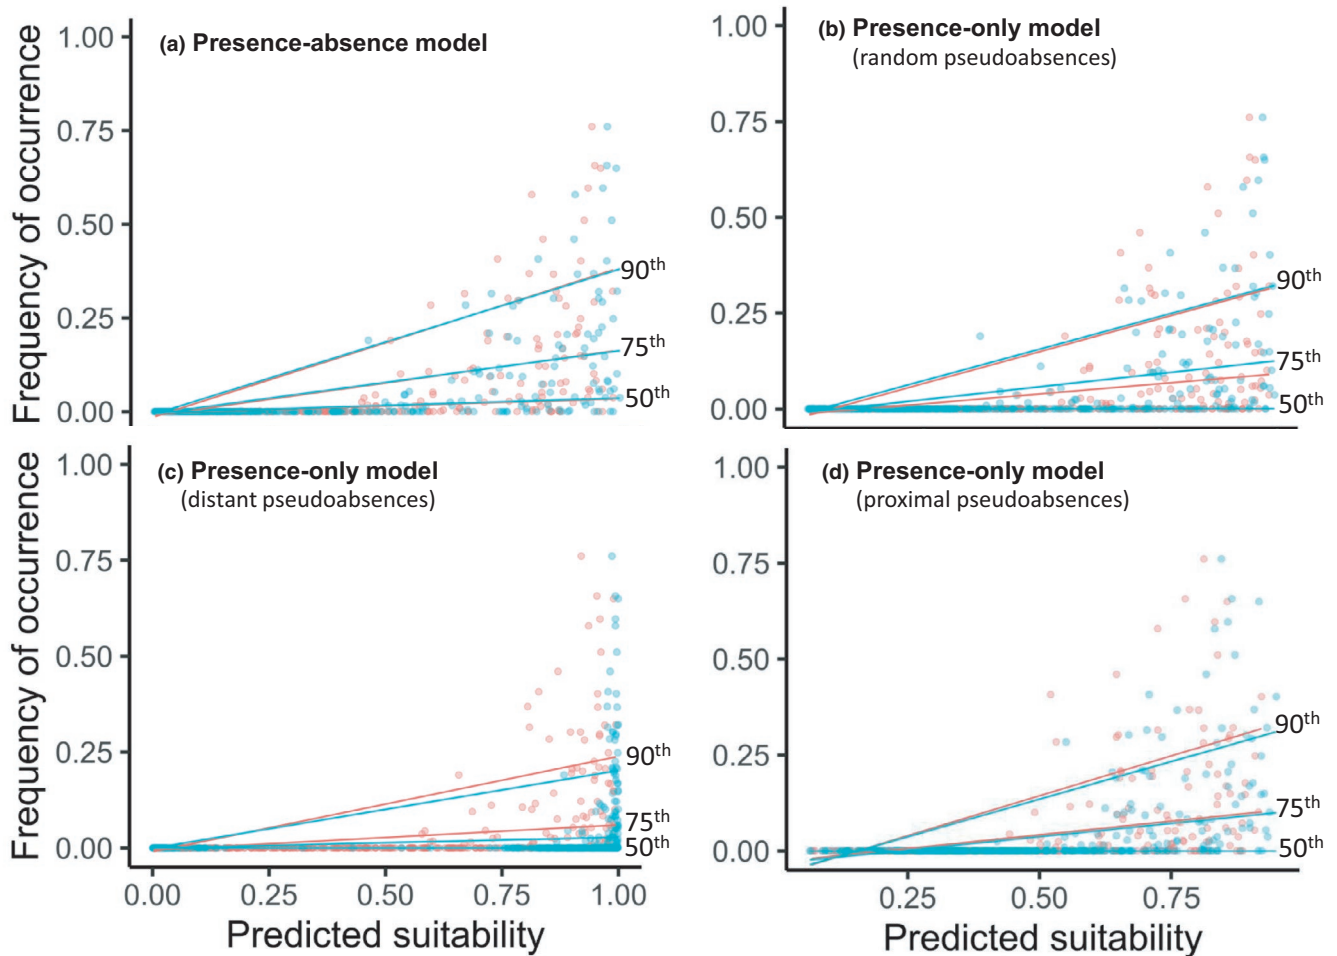 (a) Presence-absence model
Frequency of occurrence
1.00
0.75
0.50
0.25
0.00
90th
75th
50th
(b) Presence-only model
(random pseudoabsences)
1.00
0.75
0.50
0.25
0.00
90th
75th
50th
(c) Presence-only model
(distant pseudoabsences)
Frequency of occurrence
1.00
0.75
0.50
0.25
0.00
90th
75th
50th
0.00 0.25 0.50 0.75 1.00
Predicted suitability
(d) Presence-only model
(proximal pseudoabsences)
1.00
0.75
0.50
0.25
0.00
90th
75th
50th
0.25 0.50 0.75
Predicted suitability